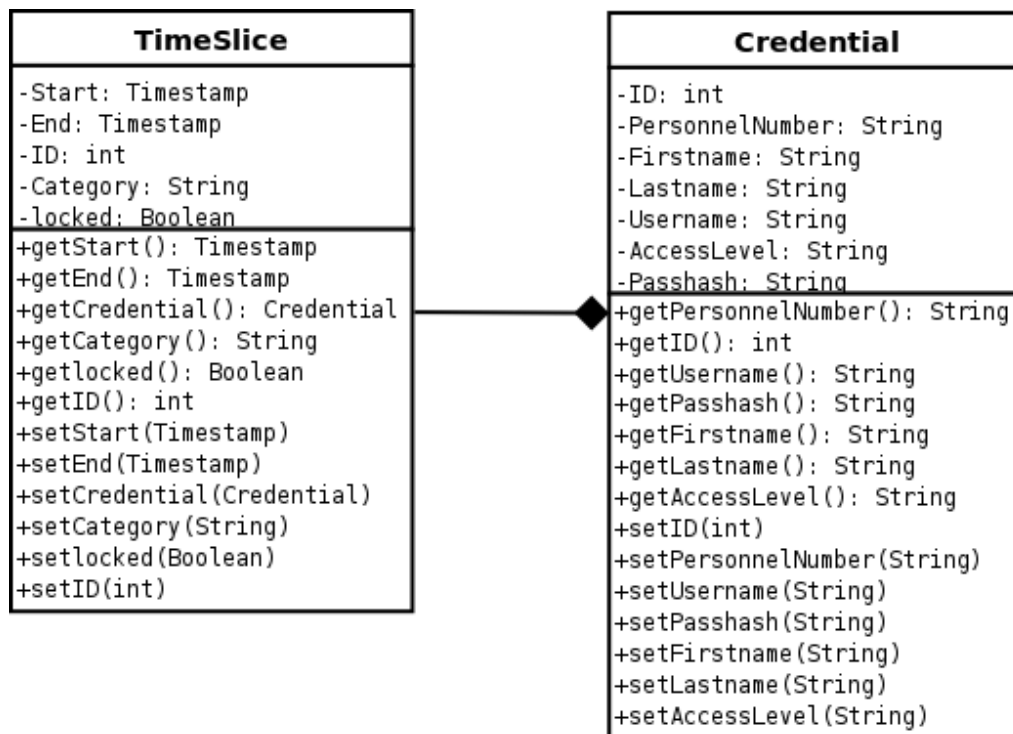 TimeSlice
-Start: Timestamp
-End: Timestamp
-ID: int
-Category: String
-locked: Boolean
+getStart(): Timestamp
+getEnd(): Timestamp
+getCredential(): Credential
+getCategory(): String
+getlocked(): Boolean
+getID(): int
+setStart(Timestamp)
+setEnd(Timestamp)
+setCredential(Credential)
+setCategory(String)
+setlocked(Boolean)
+setID(int)
Credential
-ID: int
-PersonnelNumber: String
-Firstname: String
-Lastname: String
-Username: String
-AccessLevel: String
-Passhash: String
+getPersonnelNumber(): String
+getID(): int
+getUsername(): String
+getPasshash(): String
+getFirstname(): String
+getLastname(): String
+getAccessLevel(): String
+setID(int)
+setPersonnelNumber(String)
+setUsername(String)
+setPasshash(String)
+setFirstname(String)
+setLastname(String)
+setAccessLevel(String)